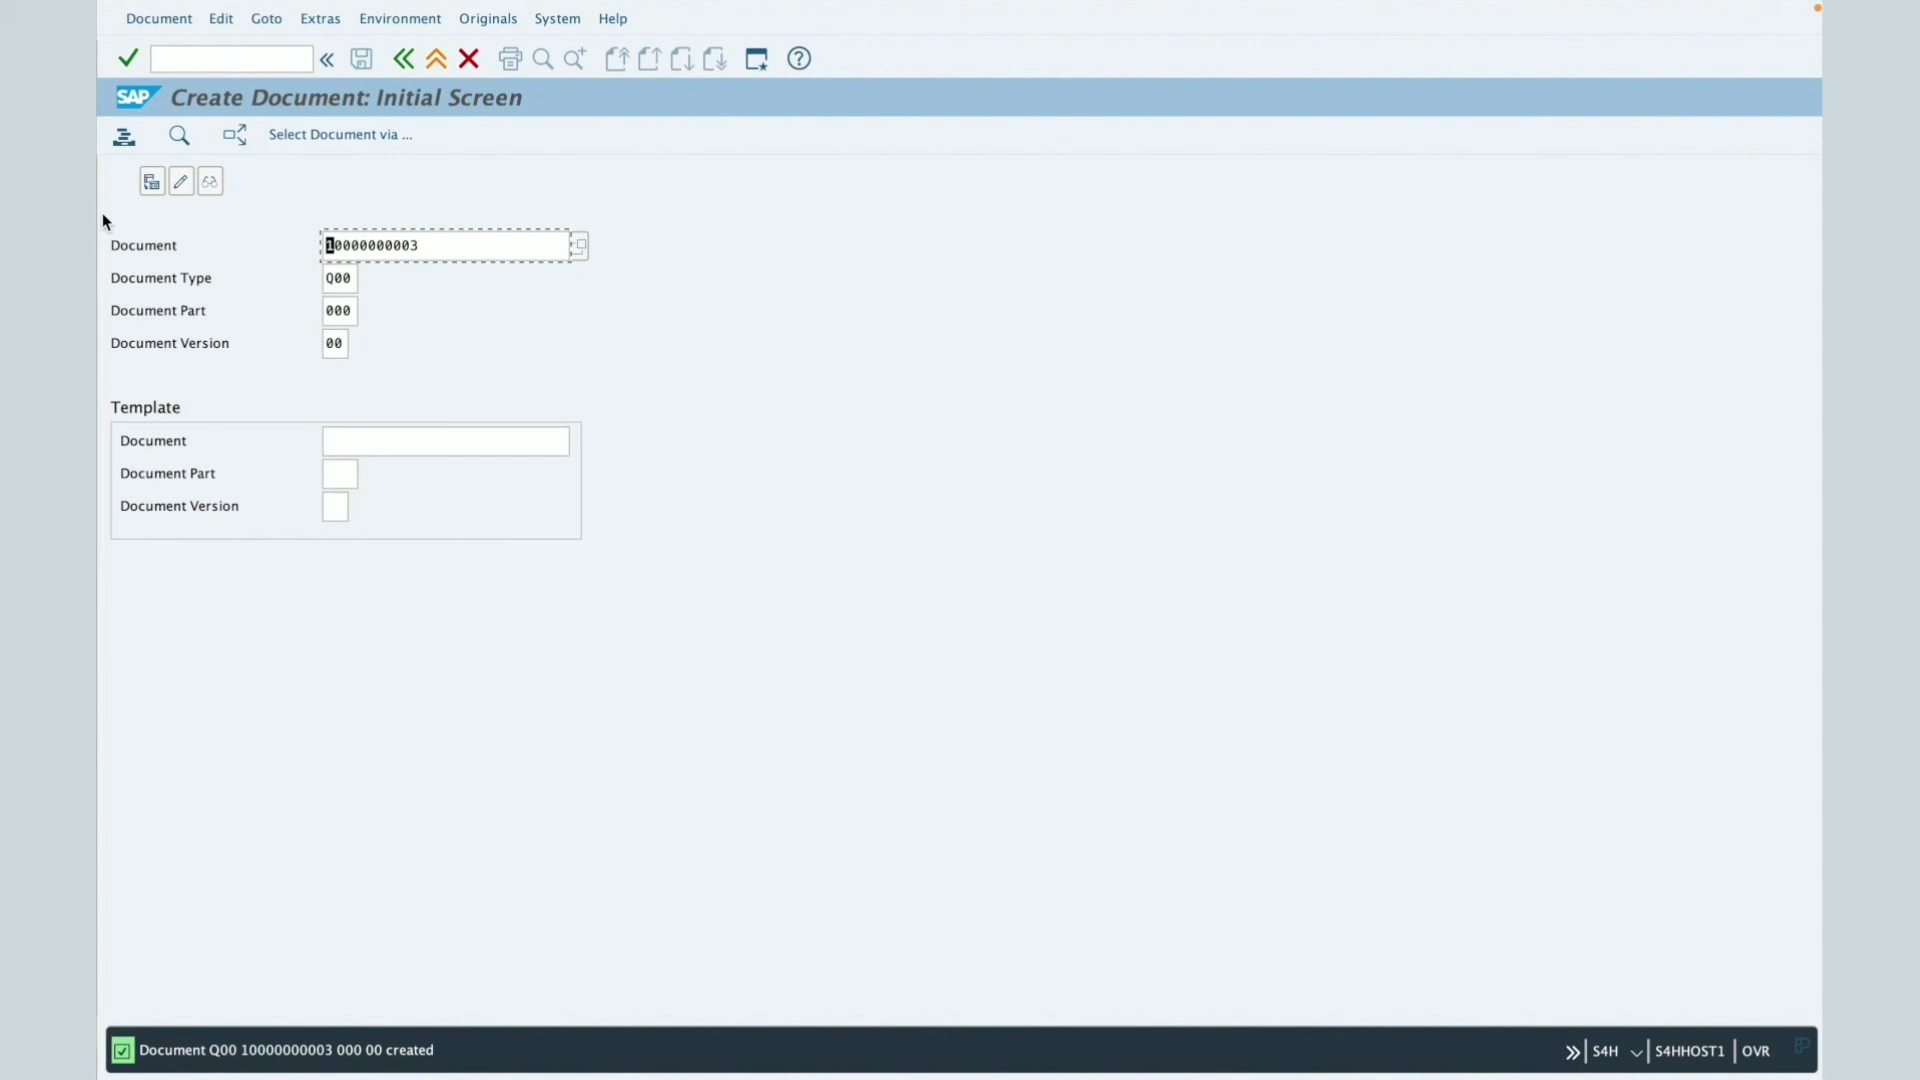 Document Edit Goto Extras Environment Originals System Help
SAP Create Document: Initial Screen
Select Document via ...
Document 10000000003
Document Type Q00
Document Part 000
Document Version 00
Template
Document
Document Part
Document Version
Document Q00 10000000003 000 00 created
S4H S4HHOST1 OVR